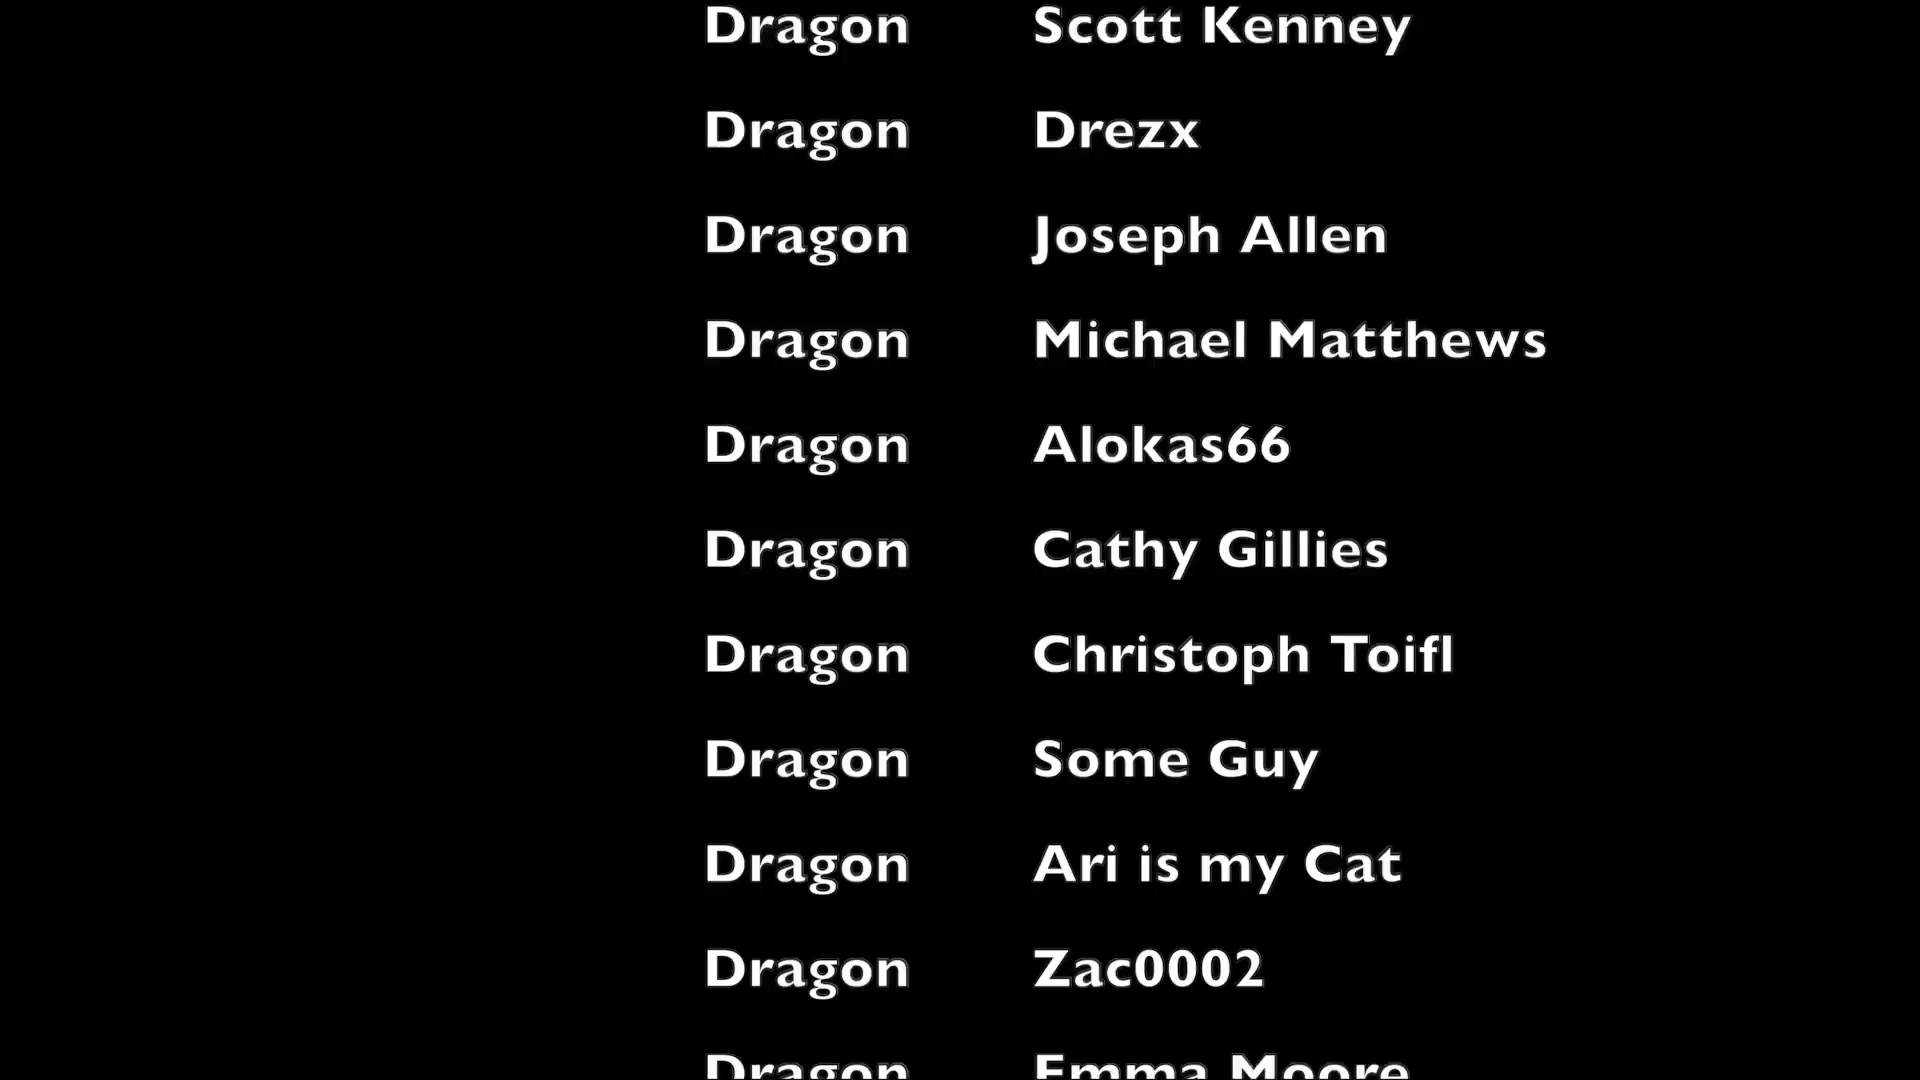 Dragon Scott Kenney
Dragon Drezx
Dragon Joseph Allen
Dragon Michael Matthews
Dragon Alokas66
Dragon Cathy Gillies
Dragon Christoph Toifl
Dragon Some Guy
Dragon Ari is my Cat
Dragon Zac0002
Dragon Emma Moore